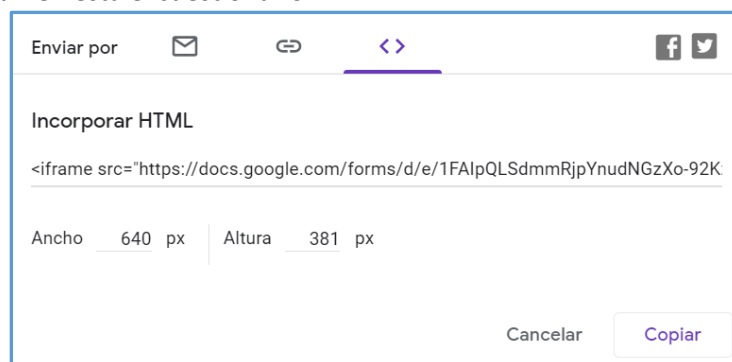 Enviar por
Incorporar HTML
<iframe src="https://docs.google.com/forms/d/e/1FAIpQLSdmmRjpYnudNGzXo-92K
Ancho 640 px Altura 381 px
Cancelar Copiar